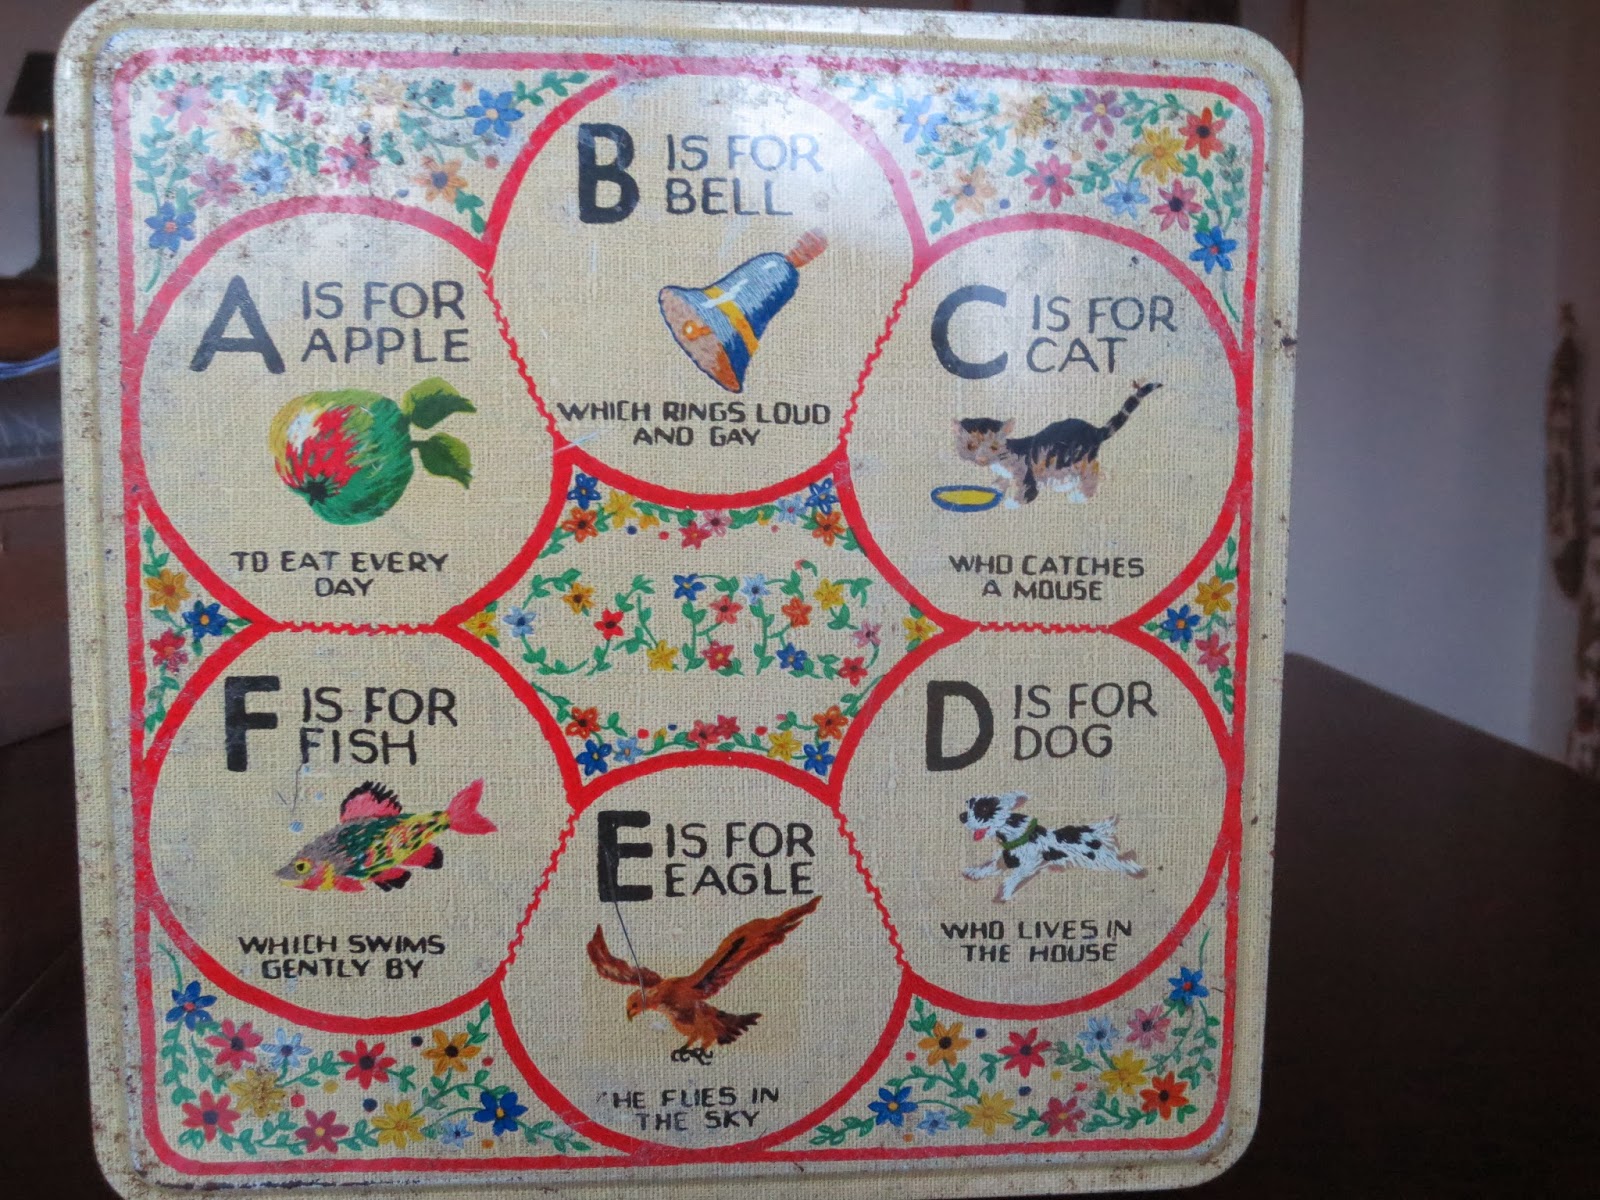 A IS FOR
APPLE
TO EAT EVERY
DAY
B IS FOR
BELL
WHICH RINGS LOUD
AND GAY
C IS FOR
CAT
WHO CATCHES
A MOUSE
D IS FOR
DOG
WHO LIVES IN
THE HOUSE
E IS FOR
EAGLE
HE FLIES IN
THE SKY
F IS FOR
FISH
WHICH SWIMS
GENTLY BY